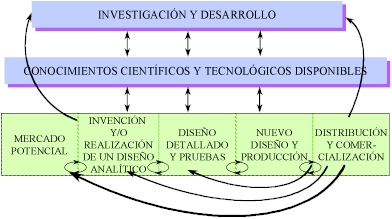 INVESTIGACIÓN Y DESARROLLO
CONOCIMIENTOS CIENTÍFICOS Y TECNOLÓGICOS DISPONIBLES
MERCADO
POTENCIAL
INVENCIÓN
Y/O
REALIZACIÓN
DE UN DISEÑO
ANALÍTICO
DISEÑO
DETALLADO
Y PRUEBAS
NUEVO
DISEÑO Y
PRODUCCIÓN
DISTRIBUCIÓN
Y COMER-
CIALIZACIÓN